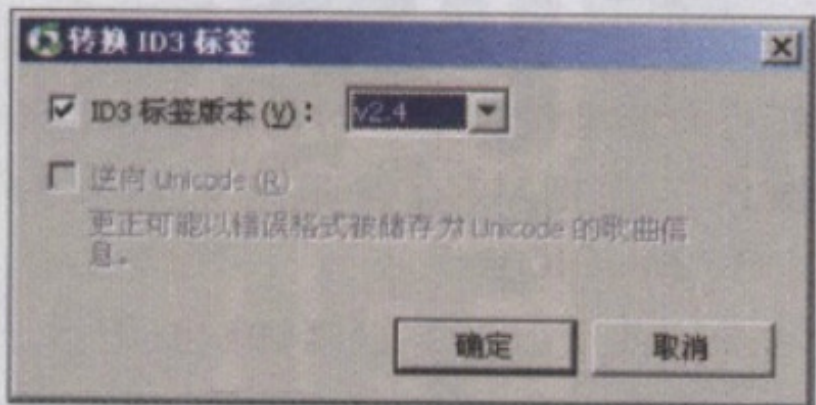 转换 ID3 标签
ID3 标签版本(V)： v2.4
逆向 Unicode (R)
更正可能以错误格式被储存为 Unicode 的歌曲信
息。
确定 取消